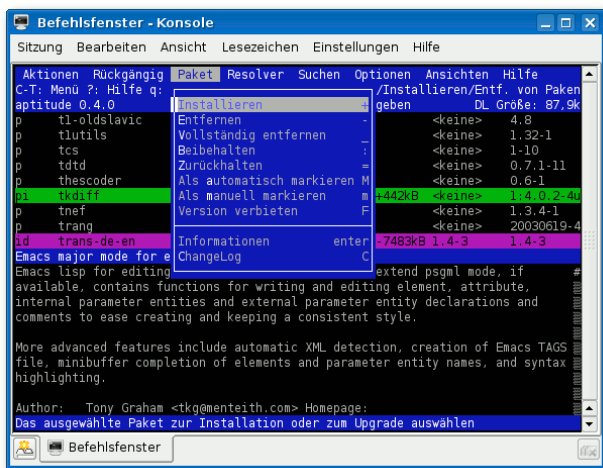 Befehlsfenster - Konsole
Sitzung Bearbeiten Ansicht Lesezeichen Einstellungen Hilfe
Aktionen Rückgängig Paket Resolver Suchen Optionen Ansichten Hilfe
C-T: Menü ?: Hilfe q: /Installieren/Entf. von Paken
aptitude 0.4.0 geben DL Größe: 87,9k
Installieren +
p t1-oldslavic <keine> 4.8
Entfernen -
p t1utils <keine> 1.32-1
Vollständig entfernen _
p tcs <keine> 1-10
Beibehalten :
p tdtd <keine> 0.7.1-11
Zurückhalten =
p thescoder <keine> 0.6-1
Als automatisch markieren M
pi tkdiff +442kB <keine> 1:4.0.2-4u
Als manuell markieren m
p tnef <keine> 1.3.4-1
Version verbieten F
p trang <keine> 20030619-4
id trans-de-en -7483kB 1.4-3 1.4-3
Informationen enter
Emacs major mode for e
ChangeLog C
Emacs lisp for editing extend psgml mode, if #
available, contains functions for writing and editing element, attribute,
internal parameter entities and external parameter entity declarations and
comments to ease creating and keeping a consistent style.
More advanced features include automatic XML detection, creation of Emacs TAGS
file, minibuffer completion of elements and parameter entity names, and syntax
highlighting.
Author: Tony Graham <tkg@menteith.com> Homepage:
Das ausgewählte Paket zur Installation oder zum Upgrade auswählen
Befehlsfenster